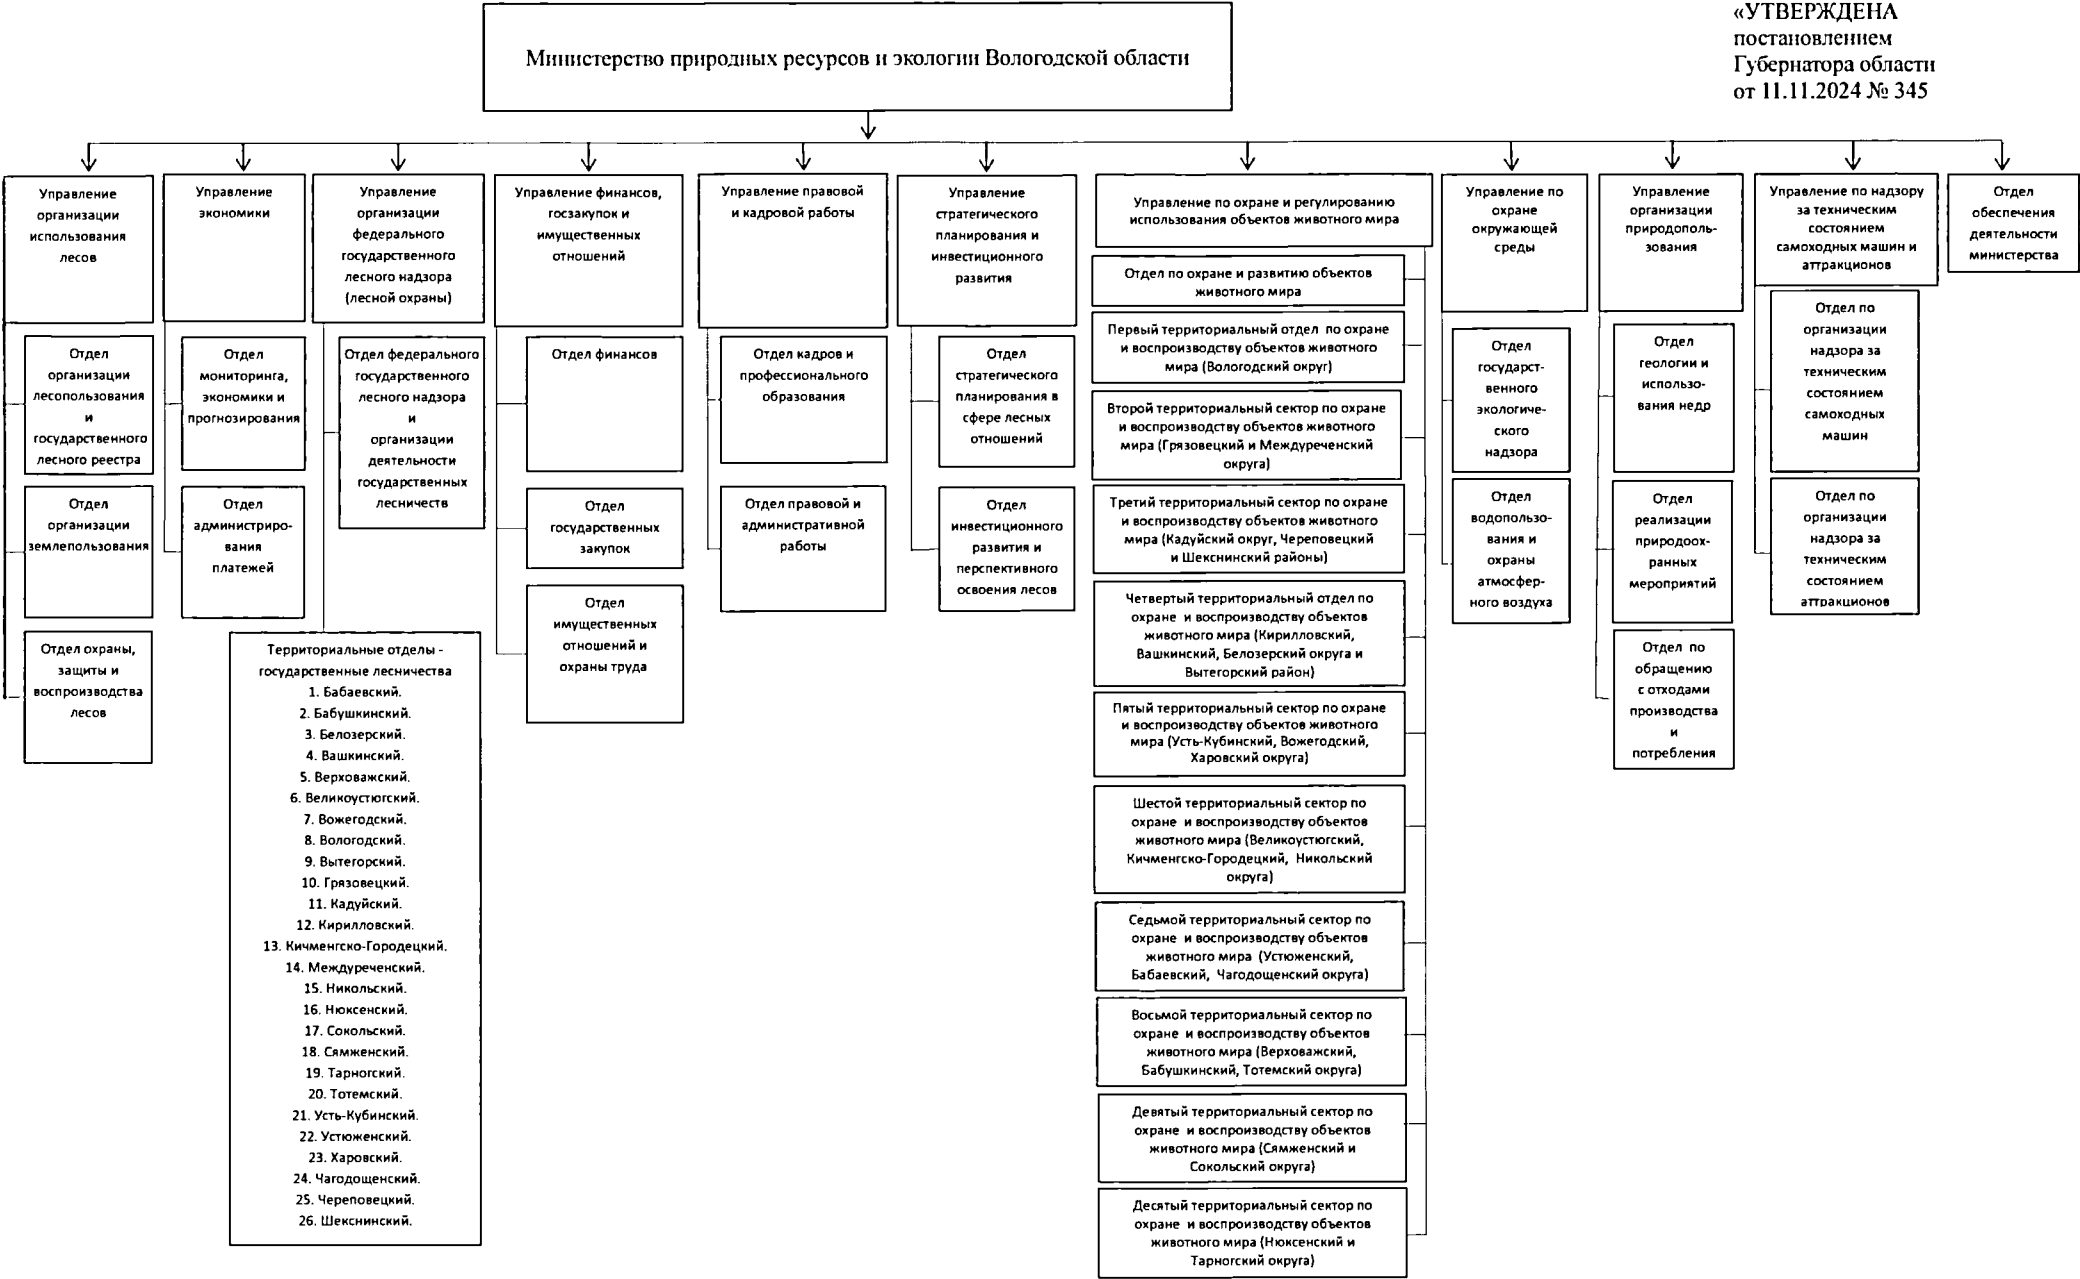 «УТВЕРЖДЕНА
постановлением
Губернатора области
от 11.11.2024 № 345
Министерство природных ресурсов и экологии Вологодской области
Управление
организации
использования
лесов
Отдел
организации
лесопользования
и
государственного
лесного реестра
Отдел
организации
землепользования
Отдел охраны,
защиты и
воспроизводства
лесов
Управление
экономики
Отдел
мониторинга,
экономики и
прогнозирования
Отдел
администриро-
вания
платежей
Управление
организации
федерального
государственного
лесного надзора
(лесной охраны)
Отдел федерального
государственного
лесного надзора
и
организации
деятельности
государственных
лесничеств
Территориальные отделы -
государственные лесничества
1. Бабаевский.
2. Бабушкинский.
3. Белозерский.
4. Вашкинский.
5. Верховажский.
6. Великоустюгский.
7. Вожегодский.
8. Вологодский.
9. Вытегорский.
10. Грязовецкий.
11. Кадуйский.
12. Кирилловский.
13. Кичменгско-Городецкий.
14. Междуреченский.
15. Никольский.
16. Нюксенский.
17. Сокольский.
18. Сямженский.
19. Тарногский.
20. Тотемский.
21. Усть-Кубинский.
22. Устюженский.
23. Харовский.
24. Чагодощенский.
25. Череповецкий.
26. Шекснинский.
Управление финансов,
госзакупок и
имущественных
отношений
Отдел финансов
Отдел
государственных
закупок
Отдел
имущественных
отношений и
охраны труда
Управление правовой
и кадровой работы
Отдел кадров и
профессионального
образования
Отдел правовой и
административной
работы
Управление
стратегического
планирования и
инвестиционного
развития
Отдел
стратегического
планирования в
сфере лесных
отношений
Отдел
инвестиционного
развития и
перспективного
освоения лесов
Управление по охране и регулированию
использования объектов животного мира
Отдел по охране и развитию объектов
животного мира
Первый территориальный отдел по охране
и воспроизводству объектов животного
мира (Вологодский округ)
Второй территориальный сектор по охране
и воспроизводству объектов животного
мира (Грязовецкий и Междуреченский
округа)
Третий территориальный сектор по охране
и воспроизводству объектов животного
мира (Кадуйский округ, Череповецкий
и Шекснинский районы)
Четвертый территориальный отдел по
охране и воспроизводству объектов
животного мира (Кирилловский,
Вашкинский, Белозерский округа и
Вытегорский район)
Пятый территориальный сектор по охране
и воспроизводству объектов животного
мира (Усть-Кубинский, Вожегодский,
Харовский округа)
Шестой территориальный сектор по
охране и воспроизводству объектов
животного мира (Великоустюгский,
Кичменгско-Городецкий, Никольский
округа)
Седьмой территориальный сектор по
охране и воспроизводству объектов
животного мира (Устюженский,
Бабаевский, Чагодощенский округа)
Восьмой территориальный сектор по
охране и воспроизводству объектов
животного мира (Верховажский,
Бабушкинский, Тотемский округа)
Девятый территориальный сектор по
охране и воспроизводству объектов
животного мира (Сямженский и
Сокольский округа)
Десятый территориальный сектор по
охране и воспроизводству объектов
животного мира (Нюксенский и
Тарногский округа)
Управление по
охране
окружающей
среды
Отдел
государст-
венного
экологиче-
ского
надзора
Отдел
водопользо-
вания и
охраны
атмосфер-
ного воздуха
Управление
организации
природополь-
зования
Отдел
геологии и
использо-
вания недр
Отдел
реализации
природоох-
ранных
мероприятий
Отдел по
обращению
с отходами
производства
и
потребления
Управление по надзору
за техническим
состоянием
самоходных машин и
аттракционов
Отдел по
организации
надзора за
техническим
состоянием
самоходных
машин
Отдел по
организации
надзора за
техническим
состоянием
аттракционов
Отдел
обеспечения
деятельности
министерства